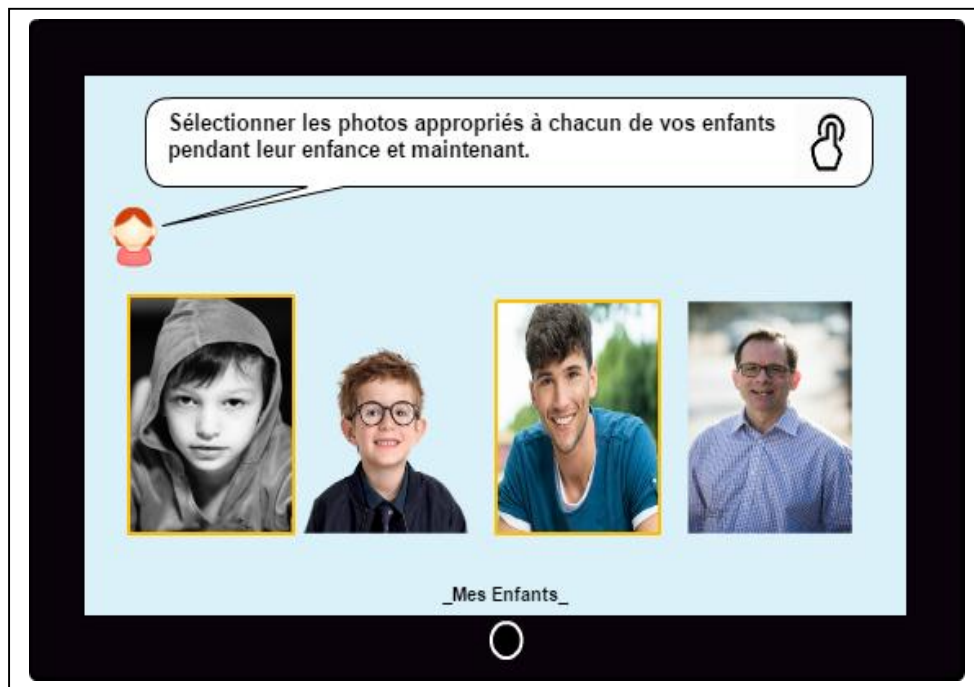 Sélectionner les photos appropriés à chacun de vos enfants
pendant leur enfance et maintenant.
_Mes Enfants_